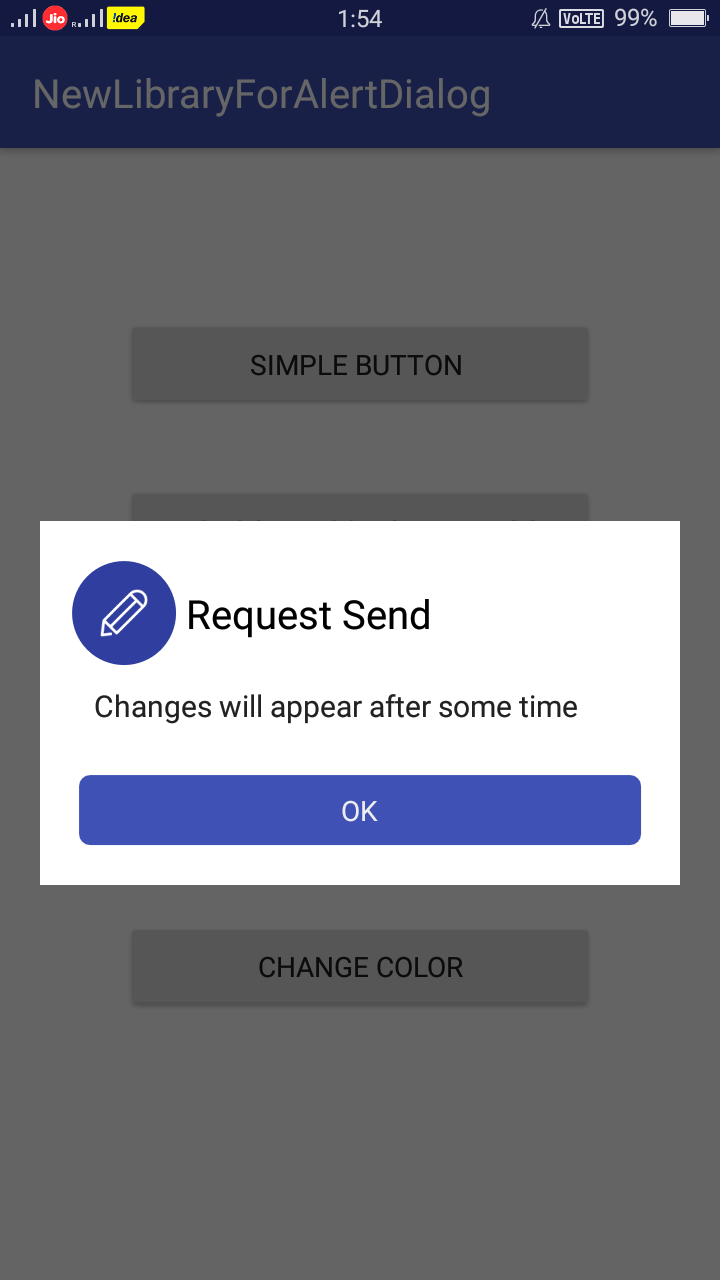 Jio R !dea 1:54 VoLTE 99%
NewLibraryForAlertDialog
SIMPLE BUTTON
Request Send
Changes will appear after some time
OK
CHANGE COLOR